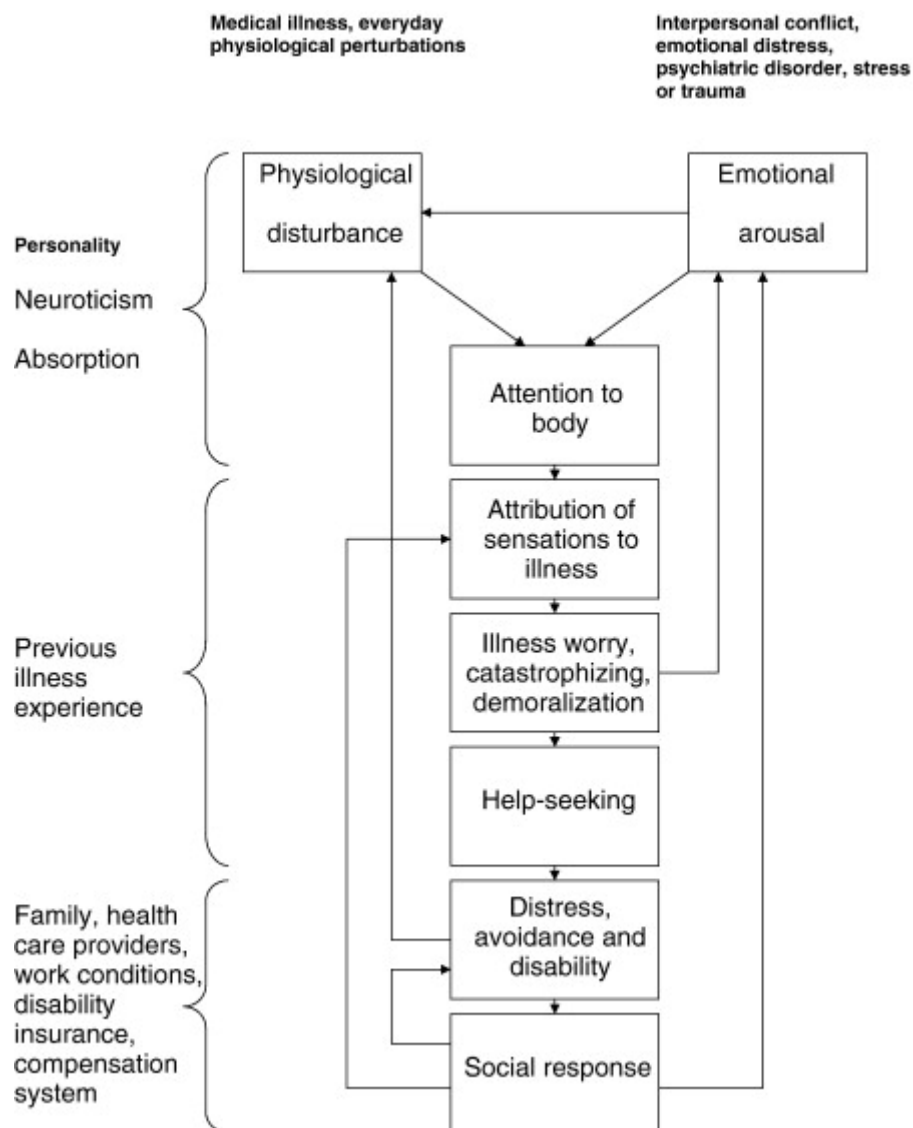 Medical illness, everyday
physiological perturbations
Interpersonal conflict,
emotional distress,
psychiatric disorder, stress
or trauma
Physiological
disturbance
Emotional
arousal
Personality
Neuroticism
Absorption
Attention to
body
Attribution of
sensations to
illness
Previous
illness
experience
Illness worry,
catastrophizing,
demoralization
Help-seeking
Family, health
care providers,
work conditions,
disability
insurance,
compensation
system
Distress,
avoidance and
disability
Social response